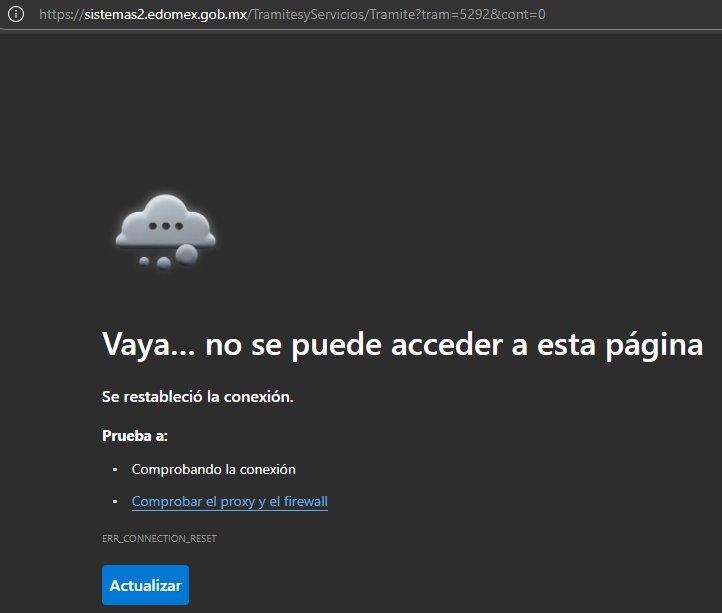 https://sistemas2.edomex.gob.mx/TramitesyServicios/Tramite?tram=5292&cont=0
Vaya... no se puede acceder a esta página
Se restableció la conexión.
Prueba a:
• Comprobando la conexión
• Comprobar el proxy y el firewall
ERR_CONNECTION_RESET
Actualizar